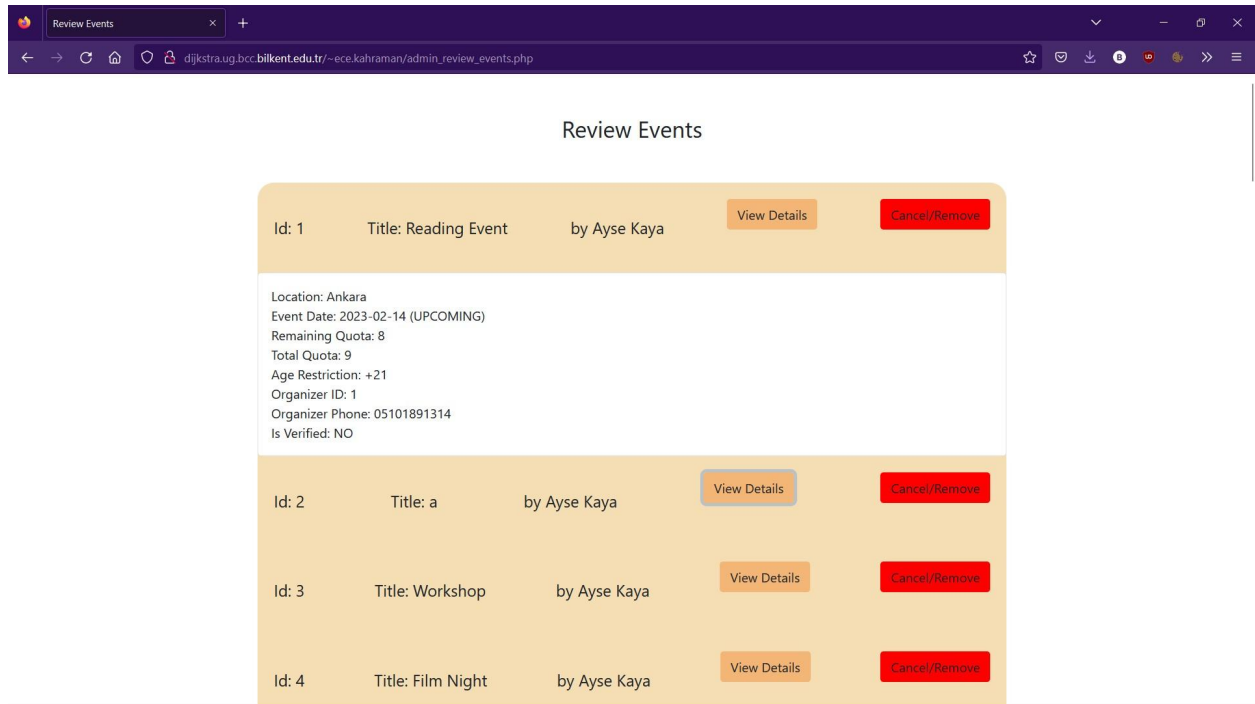 Review Events
dijkstra.ug.bcc.bilkent.edu.tr/~ece.kahraman/admin_review_events.php
Review Events
Id: 1 Title: Reading Event by Ayse Kaya View Details Cancel/Remove
Location: Ankara
Event Date: 2023-02-14 (UPCOMING)
Remaining Quota: 8
Total Quota: 9
Age Restriction: +21
Organizer ID: 1
Organizer Phone: 05101891314
Is Verified: NO
Id: 2 Title: a by Ayse Kaya View Details Cancel/Remove
Id: 3 Title: Workshop by Ayse Kaya View Details Cancel/Remove
Id: 4 Title: Film Night by Ayse Kaya View Details Cancel/Remove